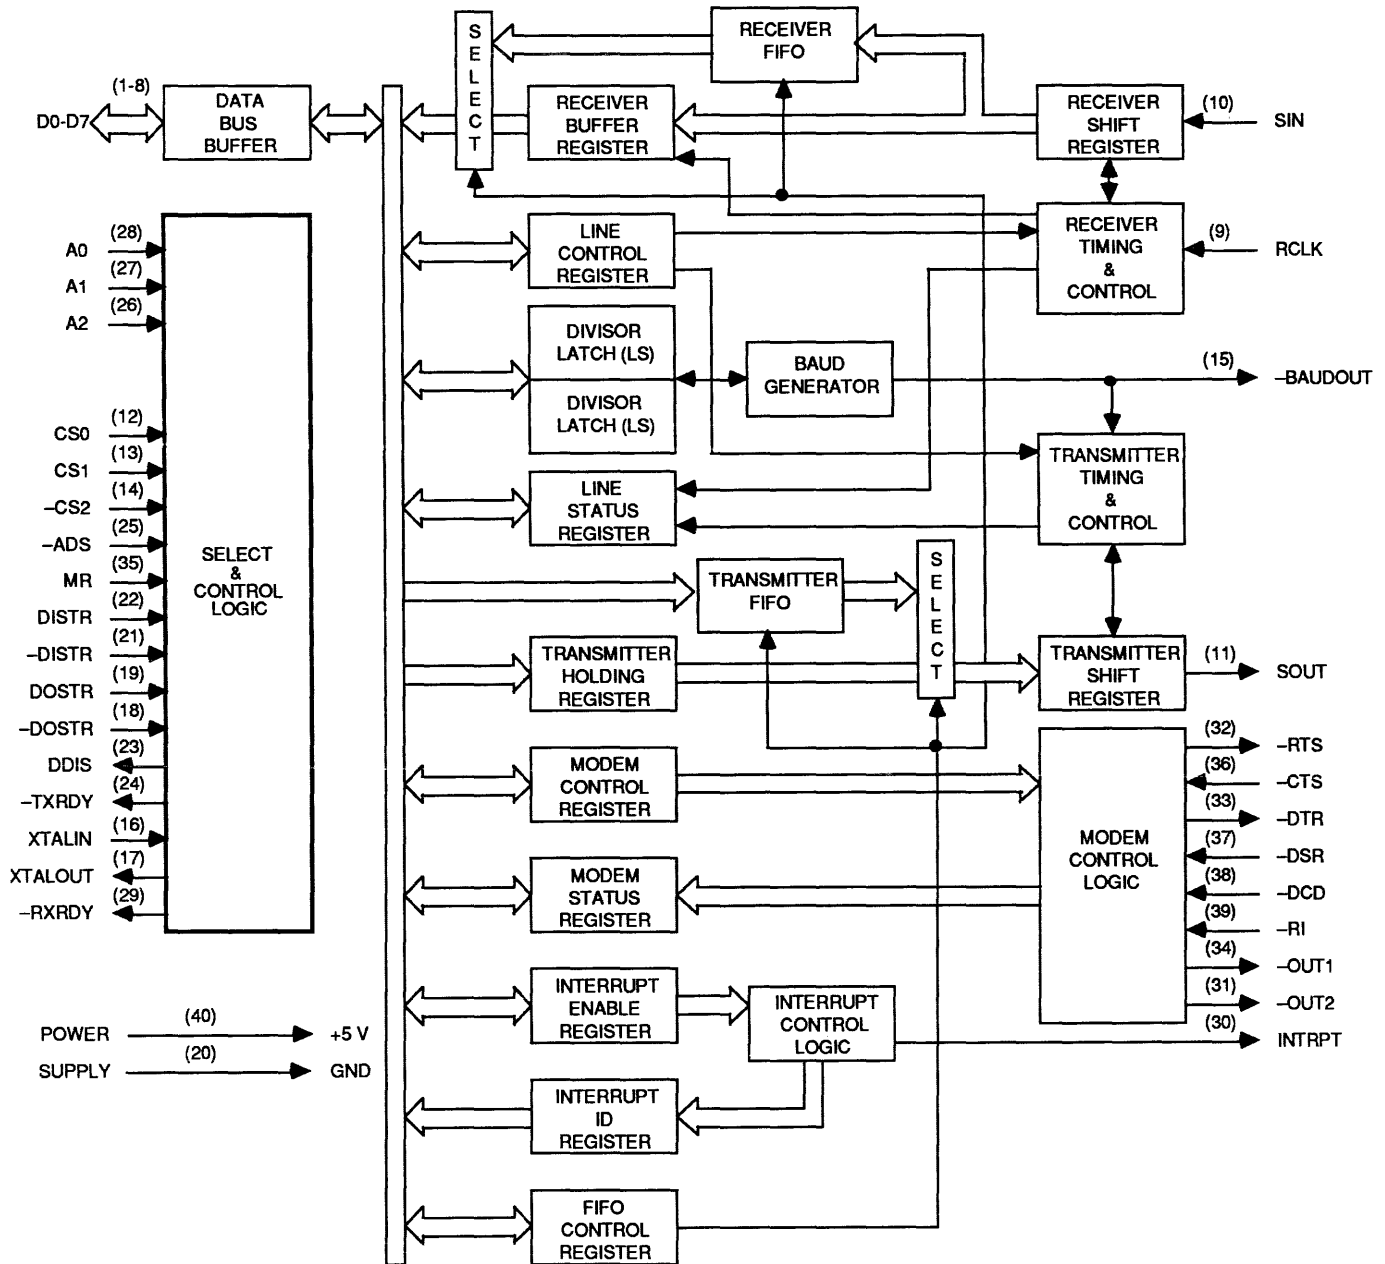 S
E
L
E
C
T
RECEIVER
FIFO
(1-8)
D0-D7
DATA
BUS
BUFFER
RECEIVER
BUFFER
REGISTER
RECEIVER
SHIFT
REGISTER
(10)
SIN
LINE
CONTROL
REGISTER
RECEIVER
TIMING
&
CONTROL
(9)
RCLK
A0
(28)
A1
(27)
A2
(26)
DIVISOR
LATCH (LS)
DIVISOR
LATCH (LS)
BAUD
GENERATOR
(15)
–BAUDOUT
CS0
(12)
CS1
(13)
–CS2
(14)
–ADS
(25)
MR
(35)
DISTR
(22)
–DISTR
(21)
DOSTR
(19)
–DOSTR
(18)
DDIS
(23)
–TXRDY
(24)
XTALIN
(16)
XTALOUT
(17)
–RXRDY
(29)
SELECT
&
CONTROL
LOGIC
LINE
STATUS
REGISTER
TRANSMITTER
TIMING
&
CONTROL
TRANSMITTER
FIFO
S
E
L
E
C
T
TRANSMITTER
HOLDING
REGISTER
TRANSMITTER
SHIFT
REGISTER
(11)
SOUT
MODEM
CONTROL
REGISTER
MODEM
STATUS
REGISTER
MODEM
CONTROL
LOGIC
(32)
–RTS
(36)
–CTS
(33)
–DTR
(37)
–DSR
(38)
–DCD
(39)
–RI
(34)
–OUT1
(31)
–OUT2
(30)
INTRPT
INTERRUPT
ENABLE
REGISTER
INTERRUPT
CONTROL
LOGIC
POWER
(40)
+5 V
SUPPLY
(20)
GND
INTERRUPT
ID
REGISTER
FIFO
CONTROL
REGISTER